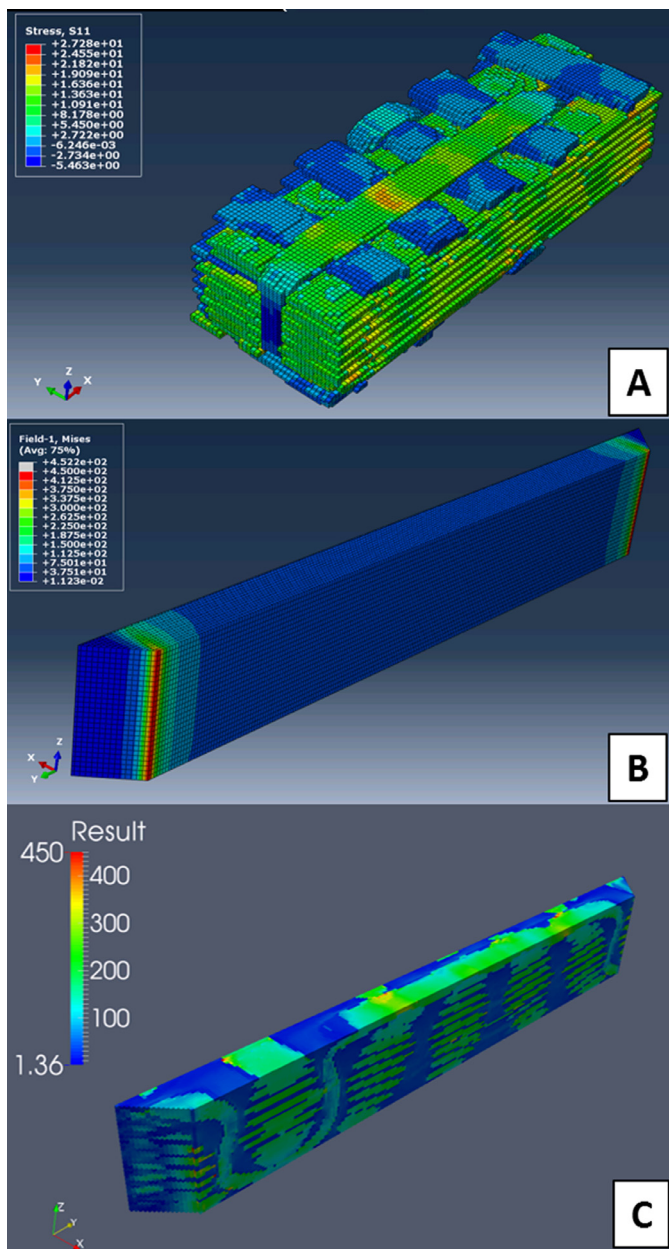 Stress, S11
+2.728e+01
+2.455e+01
+2.182e+01
+1.909e+01
+1.636e+01
+1.363e+01
+1.091e+01
+8.178e+00
+5.450e+00
+2.722e+00
-6.246e-03
-2.734e+00
-5.463e+00
Z
Y X
A
Field-1, Mises
(Avg: 75%)
+4.522e+02
+4.500e+02
+4.125e+02
+3.750e+02
+3.375e+02
+3.000e+02
+2.625e+02
+2.250e+02
+1.875e+02
+1.500e+02
+1.125e+02
+7.501e+01
+3.751e+01
+1.123e-02
X Z
Y
B
Result
450
400
300
200
100
1.36
Z
Y
X
C